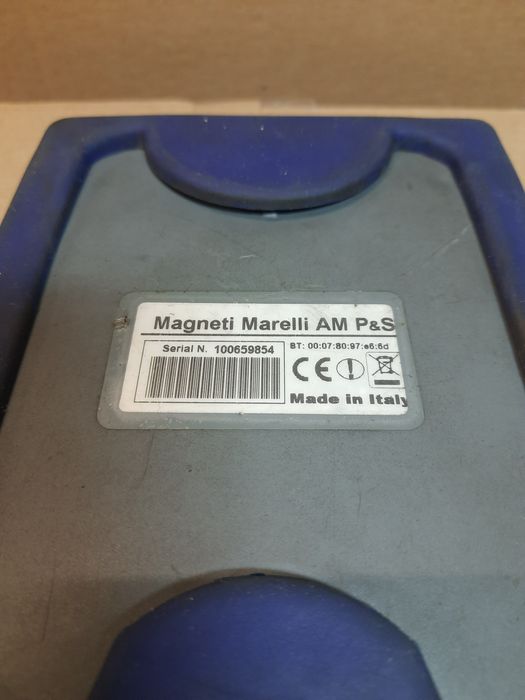 Magneti Marelli AM P&S
Serial N. 100659854
BT: 00:07:80:97:e6:6d
CE
Made in Italy